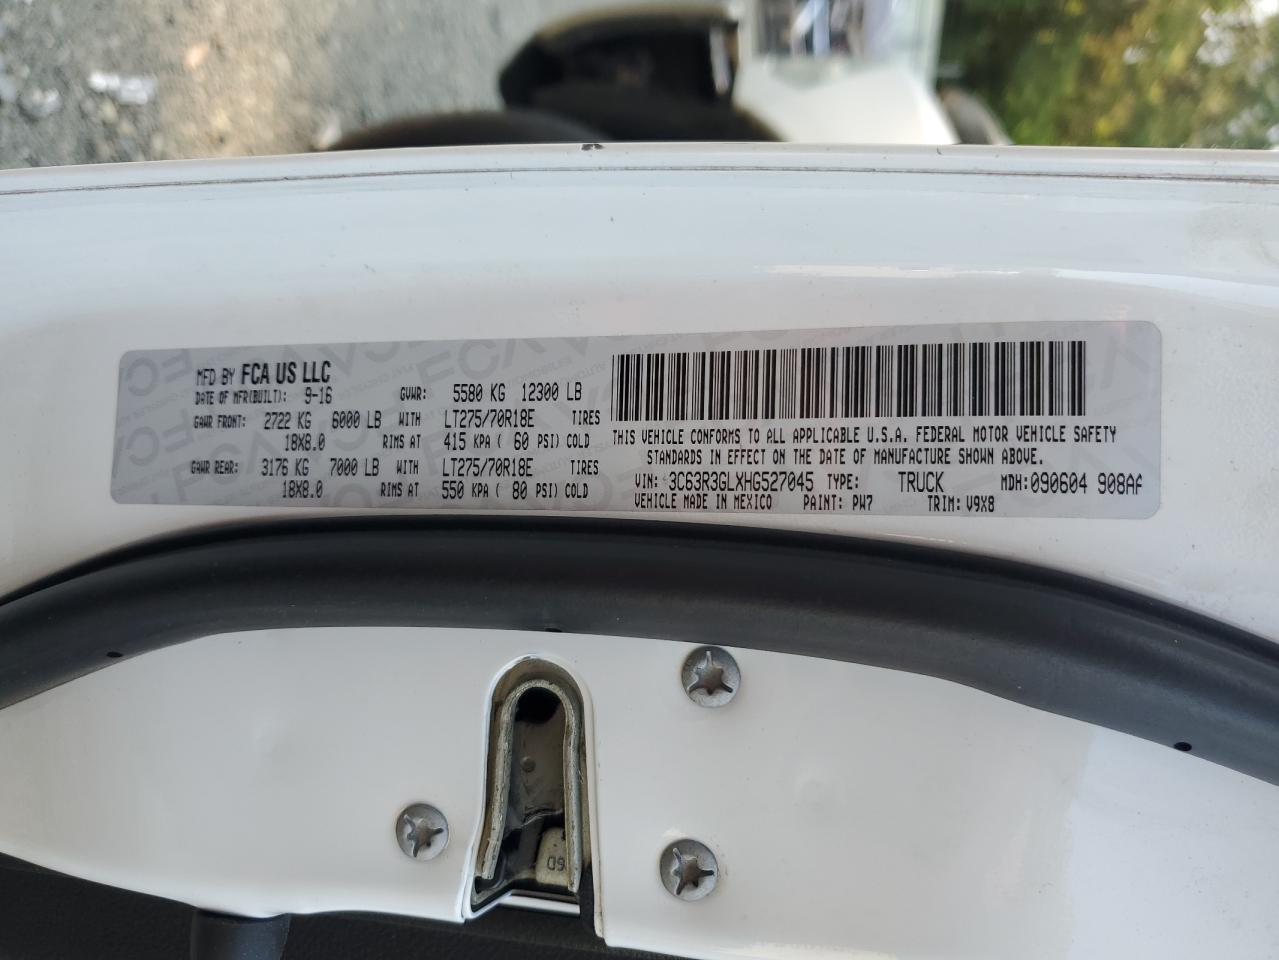 MFD BY FCA US LLC
DATE OF MFR(BUILT): 9-16 GVWR: 5580 KG 12300 LB
GAWR FRONT: 2722 KG 6000 LB WITH LT275/70R18E TIRES
18X8.0 RIMS AT 415 KPA ( 60 PSI) COLD
GAWR REAR: 3176 KG 7000 LB WITH LT275/70R18E TIRES
18X8.0 RIMS AT 550 KPA ( 80 PSI) COLD
THIS VEHICLE CONFORMS TO ALL APPLICABLE U.S.A. FEDERAL MOTOR VEHICLE SAFETY
STANDARDS IN EFFECT ON THE DATE OF MANUFACTURE SHOWN ABOVE.
VIN: 3C63R3GLXHG527045 TYPE: TRUCK MDH:090604 908AF
VEHICLE MADE IN MEXICO PAINT: PW7 TRIM: V9X8